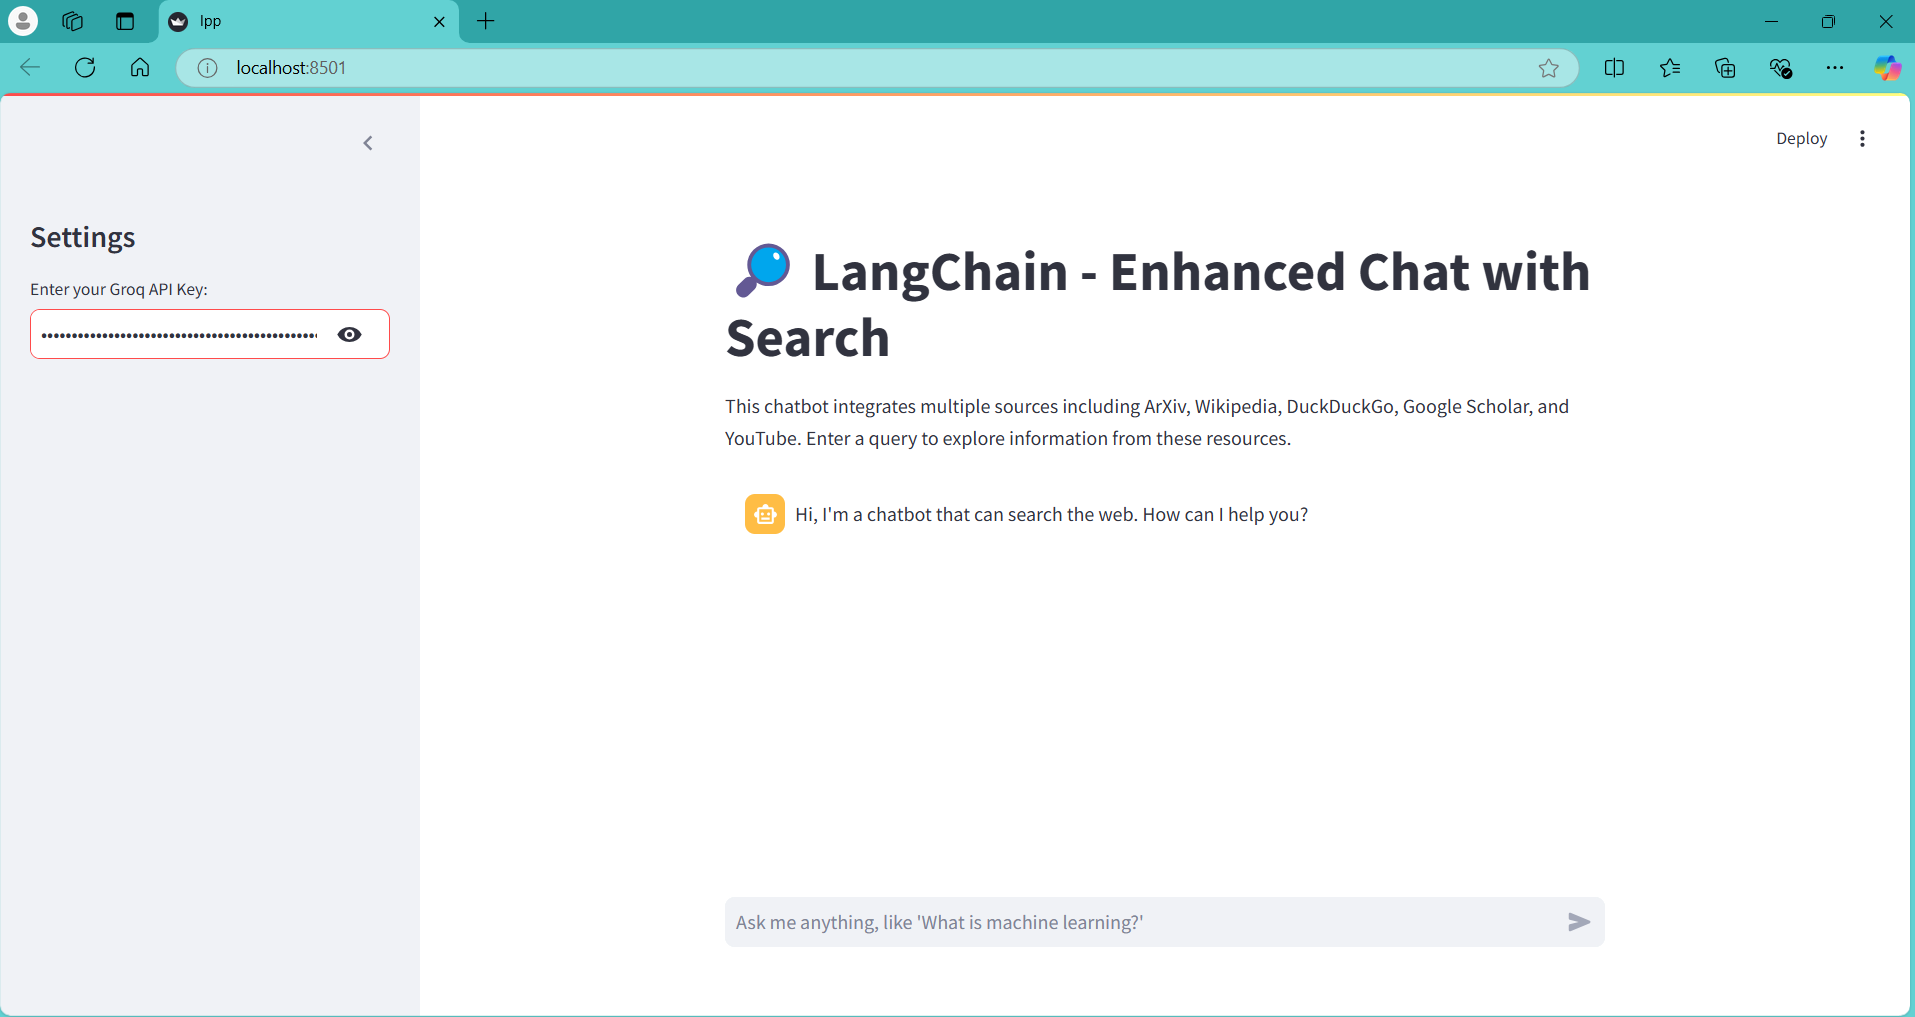 lpp
localhost:8501
Deploy
Settings
Enter your Groq API Key:
LangChain - Enhanced Chat with
Search
This chatbot integrates multiple sources including ArXiv, Wikipedia, DuckDuckGo, Google Scholar, and
YouTube. Enter a query to explore information from these resources.
Hi, I'm a chatbot that can search the web. How can I help you?
Ask me anything, like 'What is machine learning?'